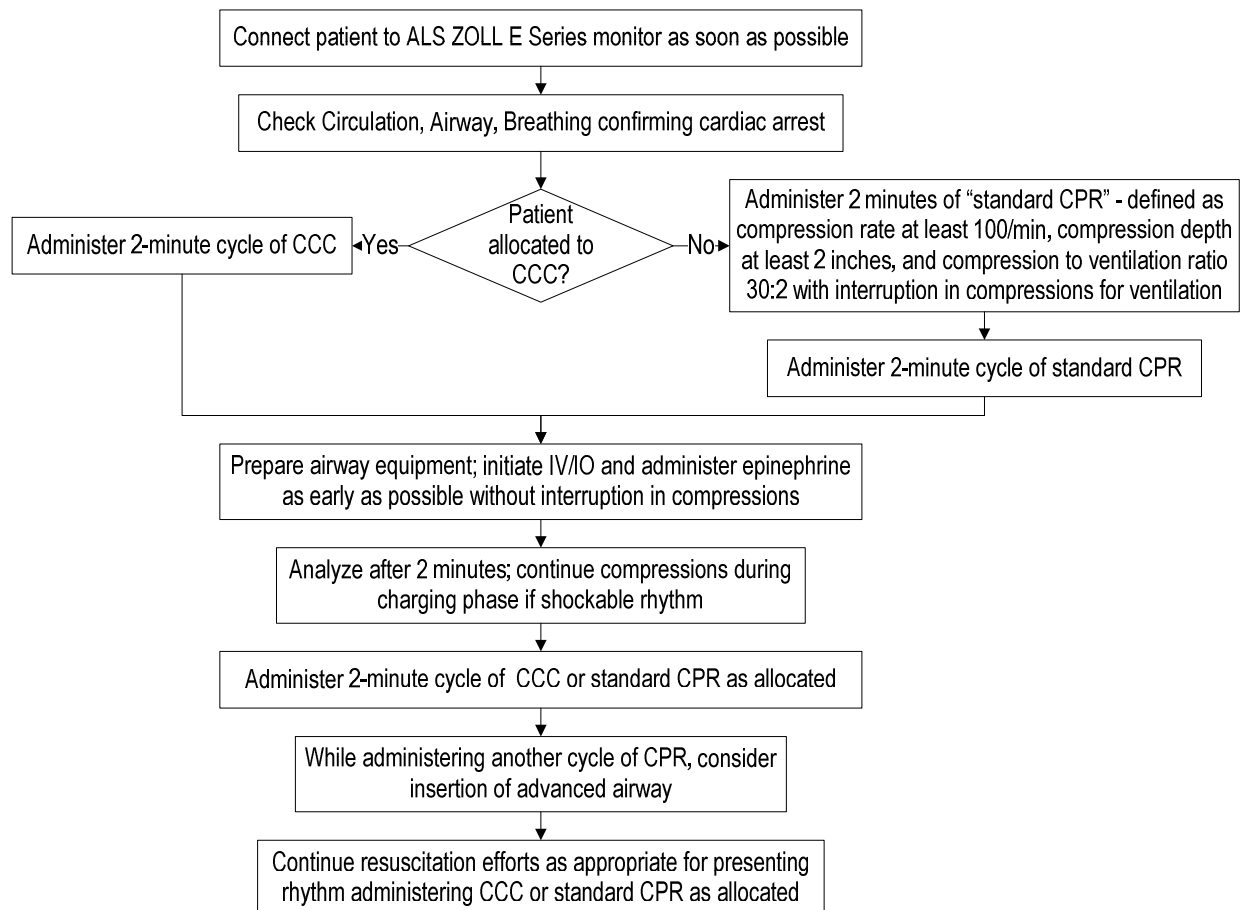 Connect patient to ALS ZOLL E Series monitor as soon as possible
Check Circulation, Airway, Breathing confirming cardiac arrest
Patient
allocated to
CCC?
Yes
No
Administer 2-minute cycle of CCC
Administer 2 minutes of “standard CPR” - defined as
compression rate at least 100/min, compression depth
at least 2 inches, and compression to ventilation ratio
30:2 with interruption in compressions for ventilation
Administer 2-minute cycle of standard CPR
Prepare airway equipment; initiate IV/IO and administer epinephrine
as early as possible without interruption in compressions
Analyze after 2 minutes; continue compressions during
charging phase if shockable rhythm
Administer 2-minute cycle of CCC or standard CPR as allocated
While administering another cycle of CPR, consider
insertion of advanced airway
Continue resuscitation efforts as appropriate for presenting
rhythm administering CCC or standard CPR as allocated